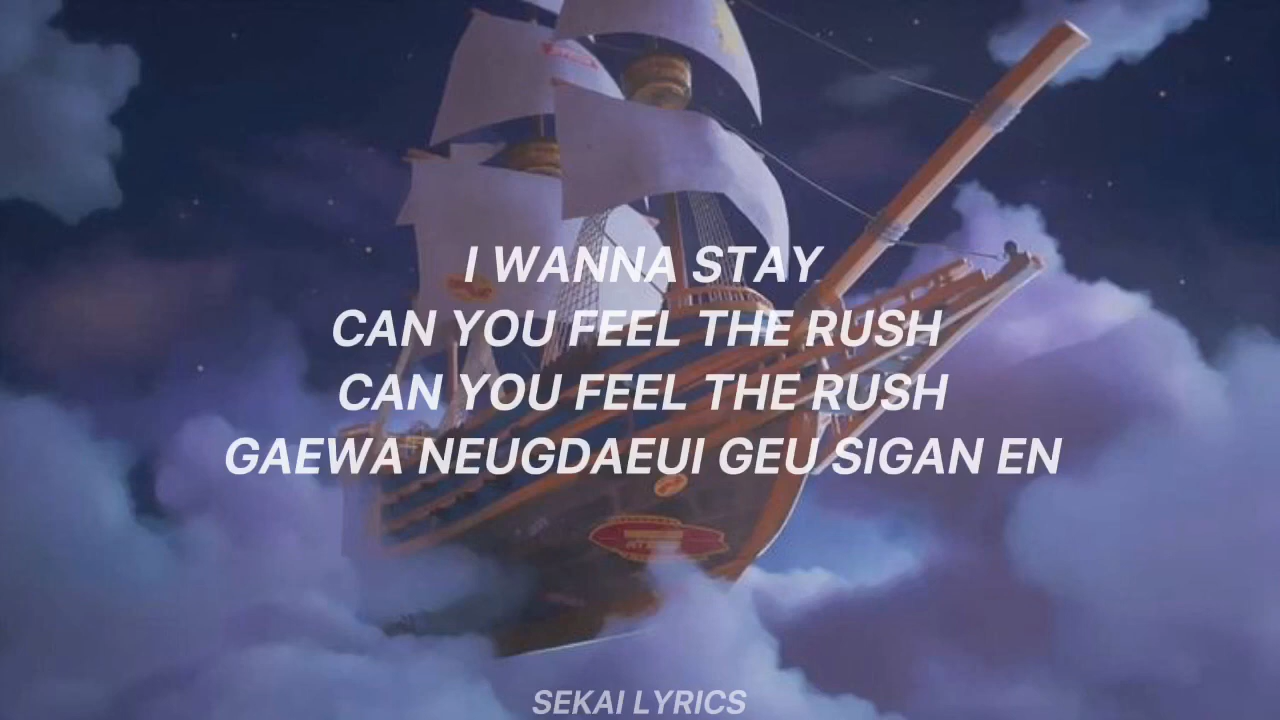 I WANNA STAY
CAN YOU FEEL THE RUSH
CAN YOU FEEL THE RUSH
GAEWA NEUGDAEUI GEU SIGAN EN
SEKAI LYRICS